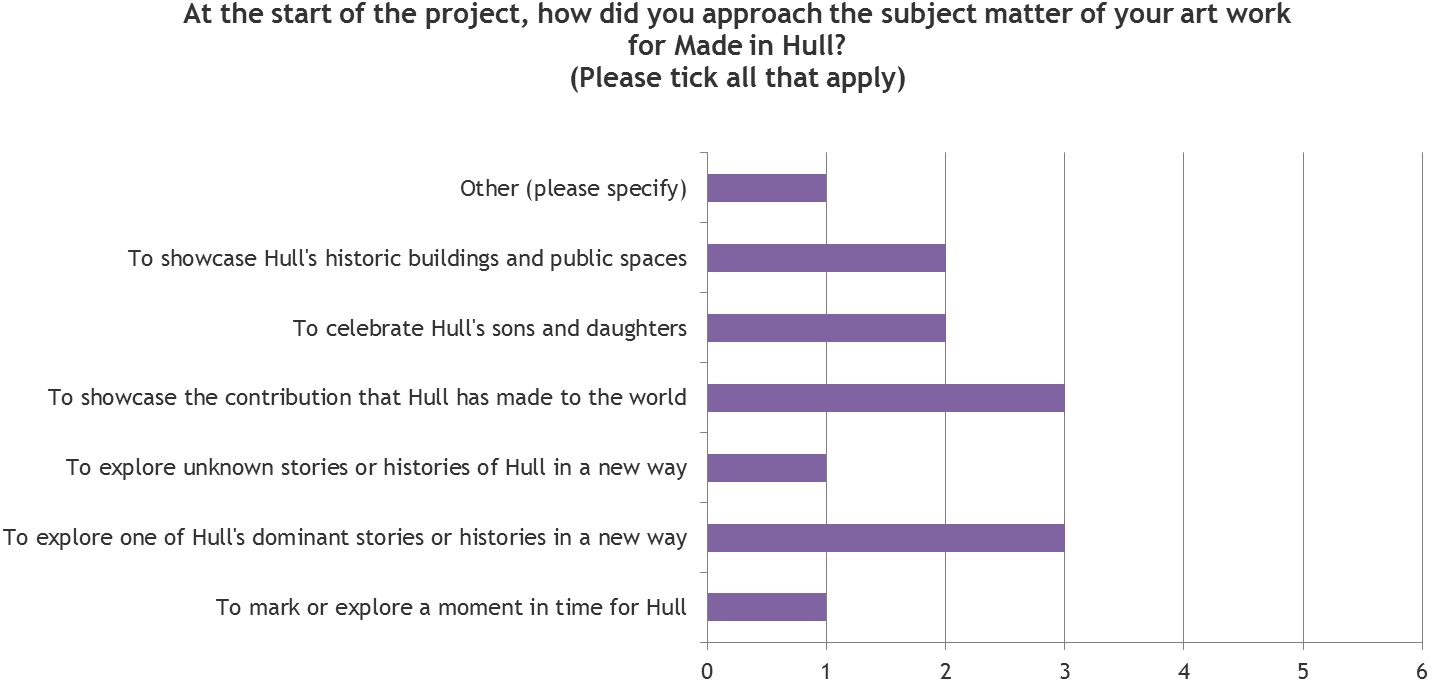 At the start of the project, how did you approach the subject matter of your art work
for Made in Hull?
(Please tick all that apply)
Other (please specify)
To showcase Hull's historic buildings and public spaces
To celebrate Hull's sons and daughters
To showcase the contribution that Hull has made to the world
To explore unknown stories or histories of Hull in a new way
To explore one of Hull's dominant stories or histories in a new way
To mark or explore a moment in time for Hull
0 1 2 3 4 5 6